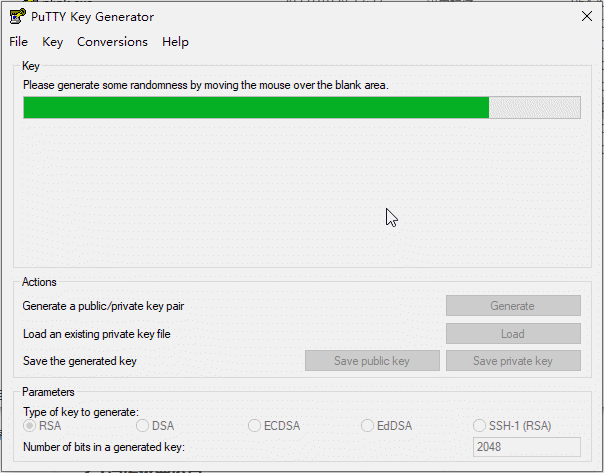 PuTTY Key Generator
File Key Conversions Help
Key
Please generate some randomness by moving the mouse over the blank area.
Actions
Generate a public/private key pair
Generate
Load an existing private key file
Load
Save the generated key
Save public key
Save private key
Parameters
Type of key to generate:
RSA
DSA
ECDSA
EdDSA
SSH-1 (RSA)
Number of bits in a generated key:
2048